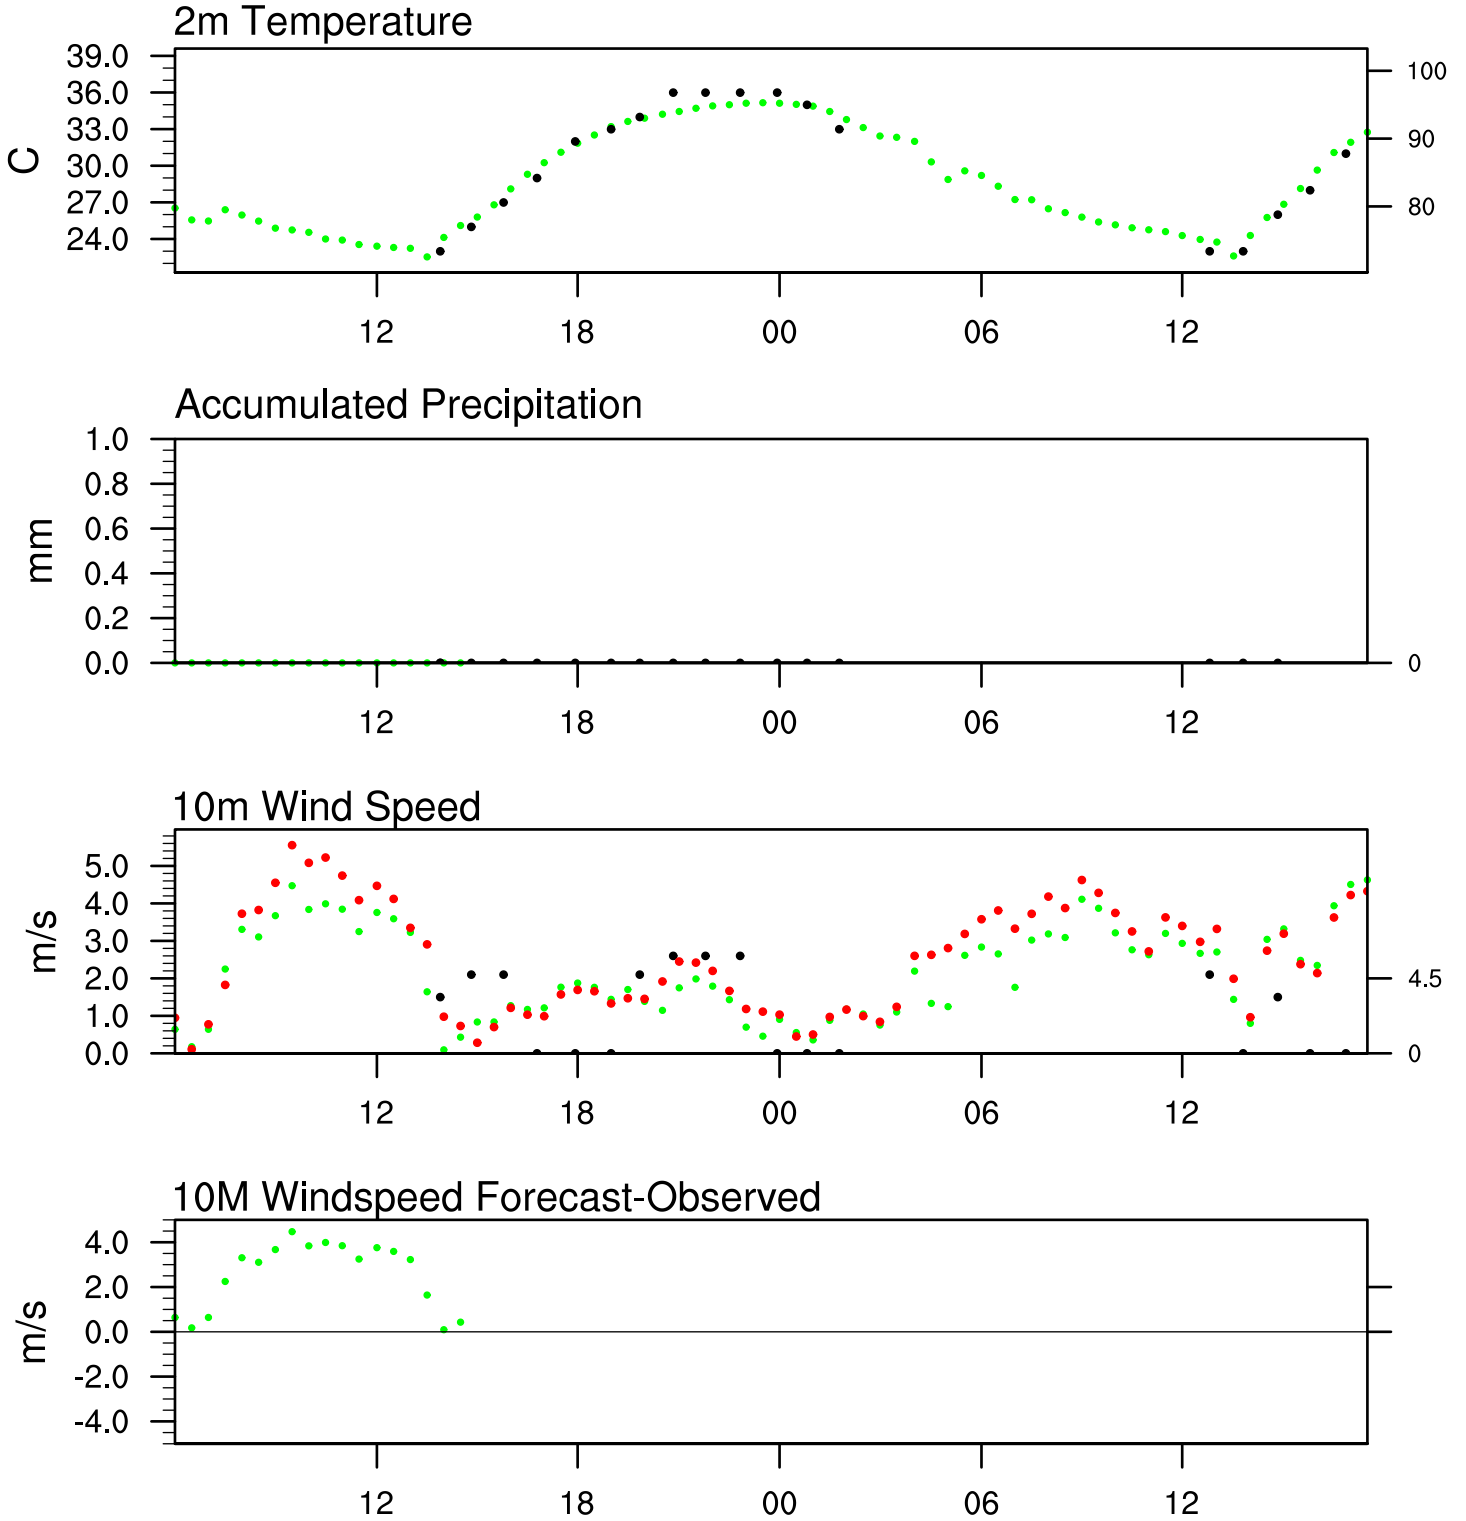 2m Temperature
39.0
36.0
33.0
30.0
27.0
24.0
C
100
90
80
12 18 00 06 12
Accumulated Precipitation
1.0
0.8
0.6
0.4
0.2
0.0
mm
0
12 18 00 06 12
10m Wind Speed
5.0
4.0
3.0
2.0
1.0
0.0
m/s
4.5
0
12 18 00 06 12
10M Windspeed Forecast-Observed
4.0
2.0
0.0
-2.0
-4.0
m/s
12 18 00 06 12